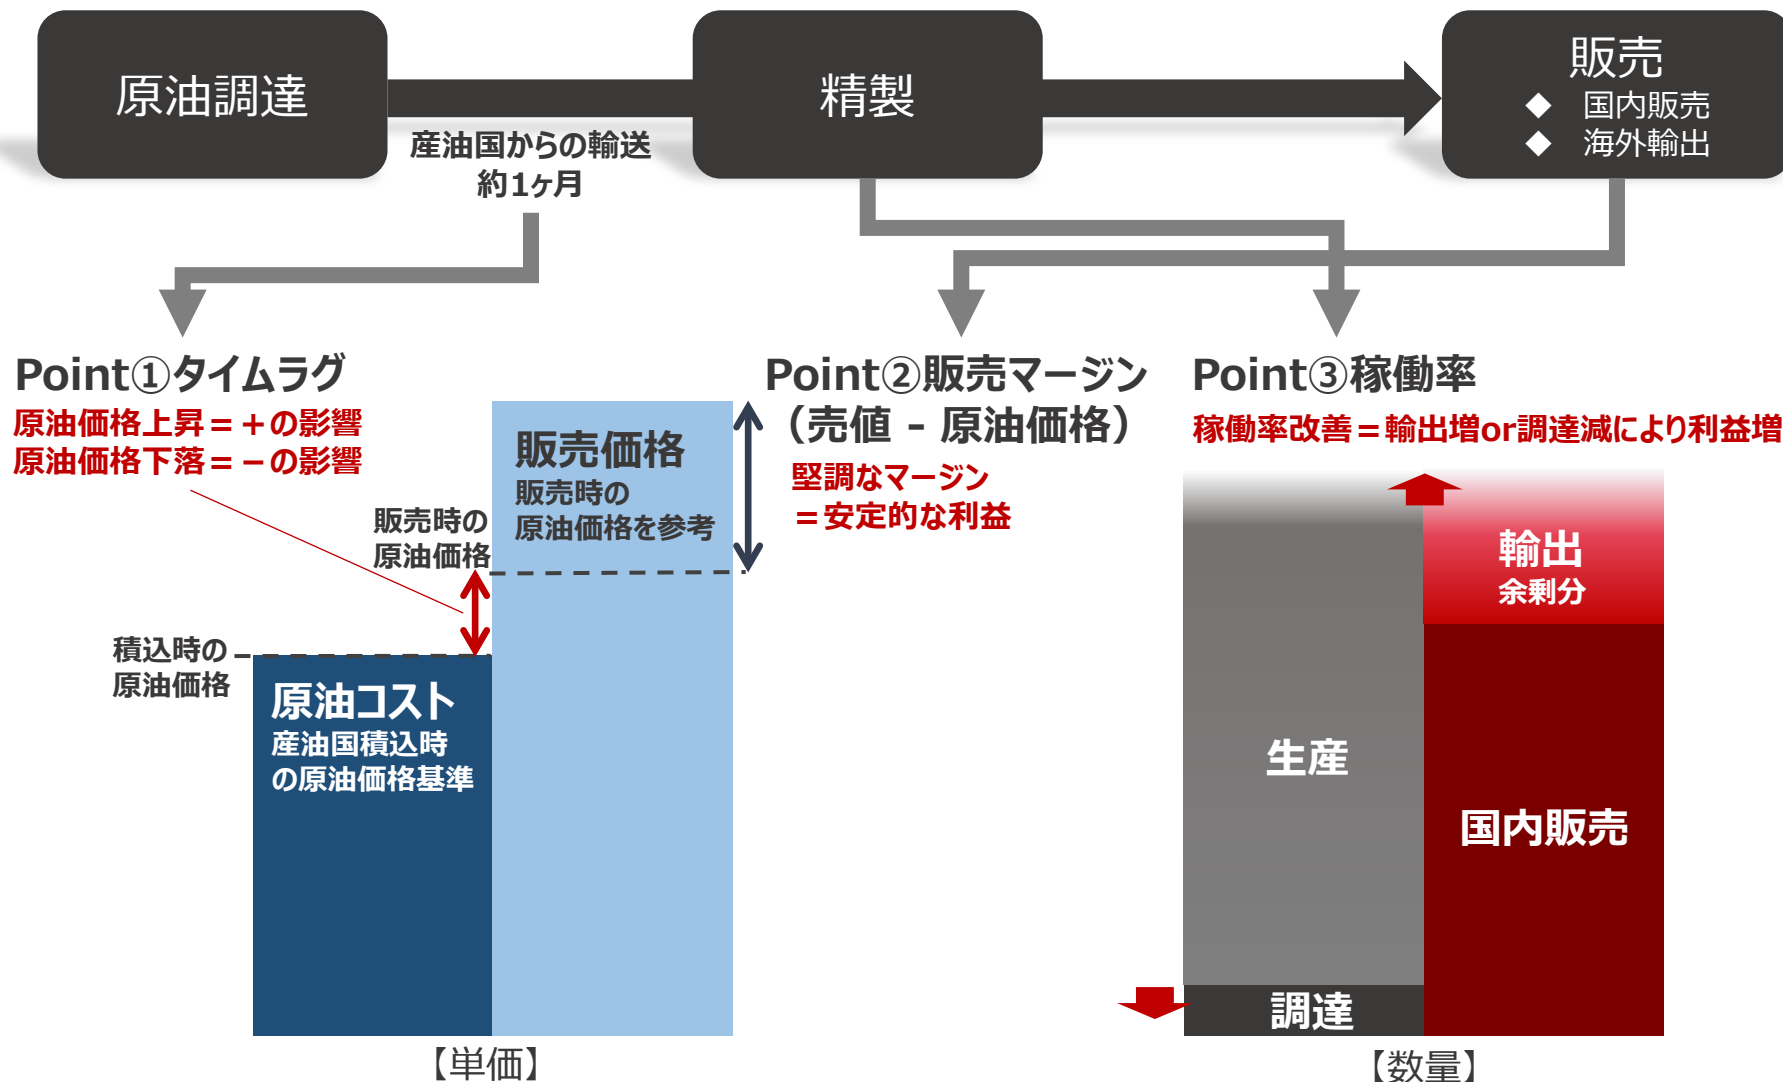 原油調達
産油国からの輸送
約1ヶ月
精製
販売
◆ 国内販売
◆ 海外輸出
Point①タイムラグ
原油価格上昇＝＋の影響
原油価格下落＝－の影響
販売時の
原油価格
積込時の
原油価格
原油コスト
産油国積込時
の原油価格基準
販売価格
販売時の
原油価格を参考
【単価】
Point②販売マージン
（売値 - 原油価格）
堅調なマージン
＝安定的な利益
Point③稼働率
稼働率改善＝輸出増or調達減により利益増
輸出
余剰分
生産
国内販売
調達
【数量】